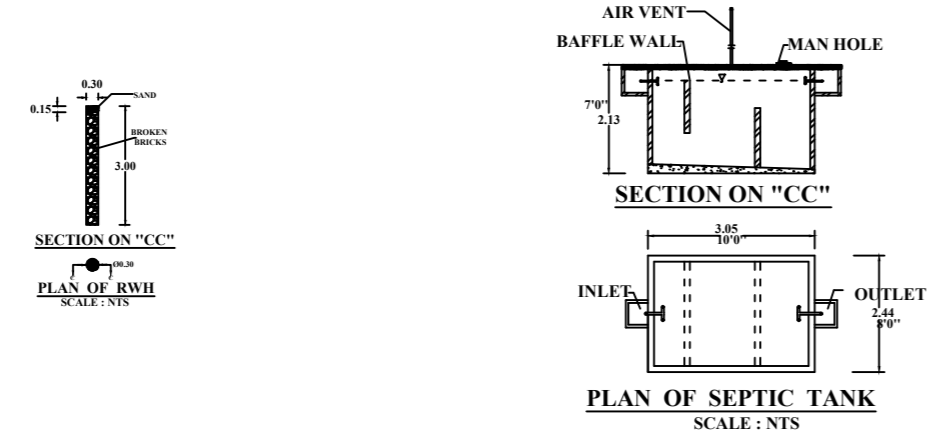 0.30
SAND
0.15
BROKEN
BRICKS
3.00
SECTION ON "CC"
Ø0.30
C C
PLAN OF RWH
SCALE : NTS
AIR VENT
BAFFLE WALL
MAN HOLE
7'0"
2.13
SECTION ON "CC"
3.05
10'0"
INLET
OUTLET
2.44
8'0"
PLAN OF SEPTIC TANK
SCALE : NTS